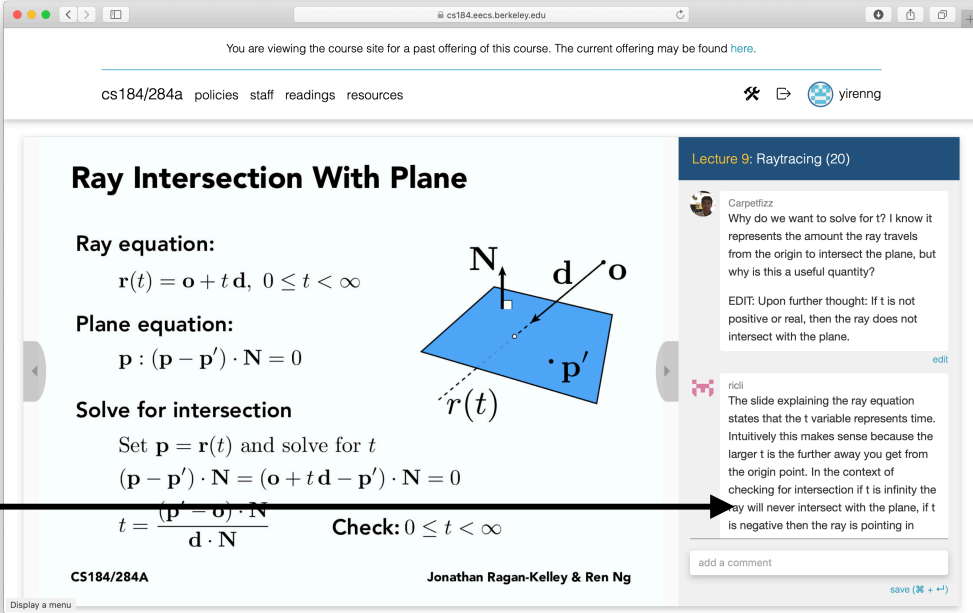 cs184.eecs.berkeley.edu
You are viewing the course site for a past offering of this course. The current offering may be found here.
cs184/284a policies staff readings resources
yirenng
Ray Intersection With Plane
Ray equation:
r(t) = o + t d, 0 ≤ t < ∞
Plane equation:
p : (p − p′) · N = 0
Solve for intersection
Set p = r(t) and solve for t
(p − p′) · N = (o + t d − p′) · N = 0
t = (p′ − o) · N
d · N
Check: 0 ≤ t < ∞
N
d
o
p′
r(t)
CS184/284A
Jonathan Ragan-Kelley & Ren Ng
Lecture 9: Raytracing (20)
Carpetfizz
Why do we want to solve for t? I know it
represents the amount the ray travels
from the origin to intersect the plane, but
why is this a useful quantity?
EDIT: Upon further thought: If t is not
positive or real, then the ray does not
intersect with the plane.
edit
ricli
The slide explaining the ray equation
states that the t variable represents time.
Intuitively this makes sense because the
larger t is the further away you get from
the origin point. In the context of
checking for intersection if t is infinity the
ray will never intersect with the plane, if t
is negative then the ray is pointing in
add a comment
save (⌘ + ↵)
Display a menu